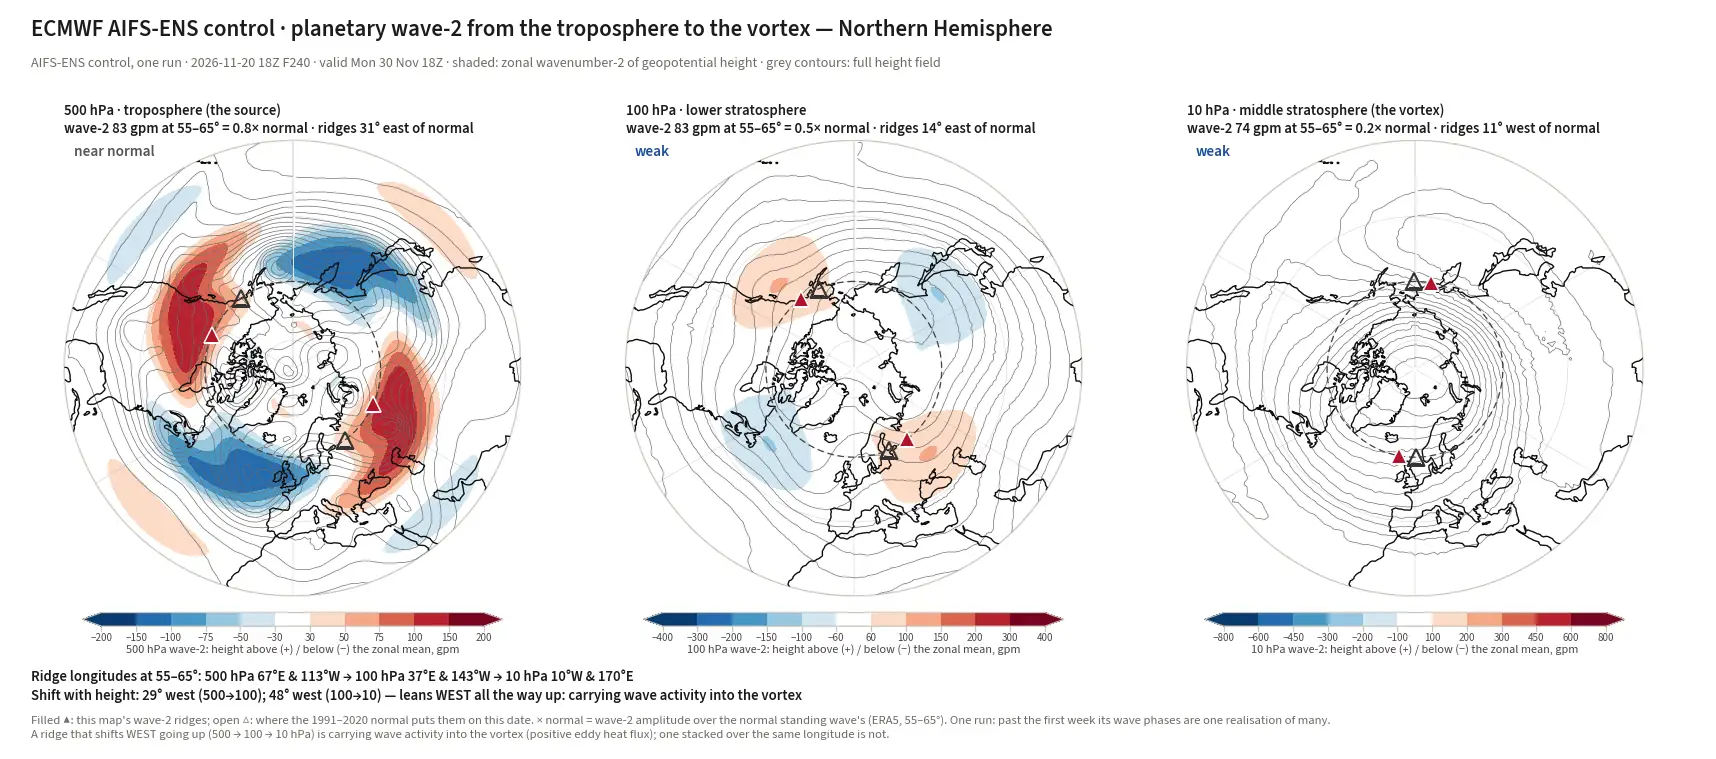 ECMWF AIFS-ENS control · planetary wave-2 from the troposphere to the vortex — Northern Hemisphere
AIFS-ENS control, one run · 2026-11-20 18Z F240 · valid Mon 30 Nov 18Z · shaded: zonal wavenumber-2 of geopotential height · grey contours: full height field
500 hPa · troposphere (the source)
wave-2 83 gpm at 55–65° = 0.8× normal · ridges 31° east of normal
near normal
100 hPa · lower stratosphere
wave-2 83 gpm at 55–65° = 0.5× normal · ridges 14° east of normal
weak
10 hPa · middle stratosphere (the vortex)
wave-2 74 gpm at 55–65° = 0.2× normal · ridges 11° west of normal
weak
−200 −150 −100 −75 −50 −30 30 50 75 100 150 200
500 hPa wave-2: height above (+) / below (−) the zonal mean, gpm
−400 −300 −200 −150 −100 −60 60 100 150 200 300 400
100 hPa wave-2: height above (+) / below (−) the zonal mean, gpm
−800 −600 −450 −300 −200 −100 100 200 300 450 600 800
10 hPa wave-2: height above (+) / below (−) the zonal mean, gpm
Ridge longitudes at 55–65°: 500 hPa 67°E & 113°W → 100 hPa 37°E & 143°W → 10 hPa 10°W & 170°E
Shift with height: 29° west (500→100); 48° west (100→10) — leans WEST all the way up: carrying wave activity into the vortex
Filled ▲: this map's wave-2 ridges; open △: where the 1991–2020 normal puts them on this date. × normal = wave-2 amplitude over the normal standing wave's (ERA5, 55–65°). One run: past the first week its wave phases are one realisation of many.
A ridge that shifts WEST going up (500 → 100 → 10 hPa) is carrying wave activity into the vortex (positive eddy heat flux); one stacked over the same longitude is not.